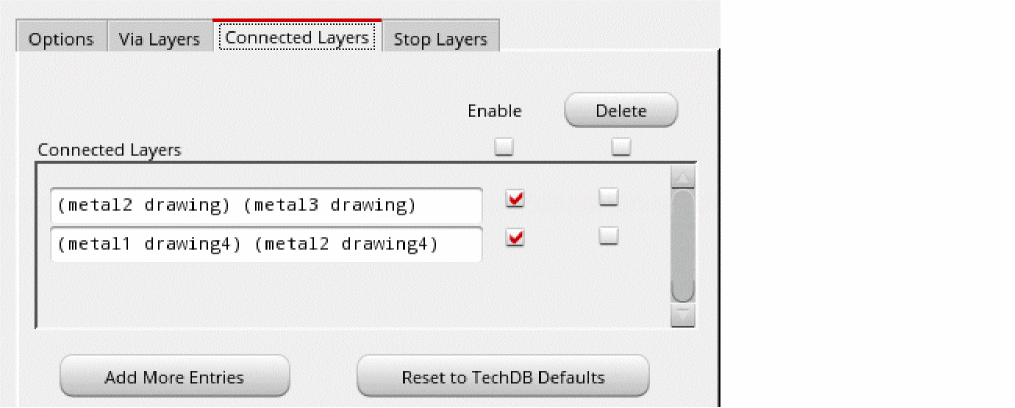 Options Via Layers Connected Layers Stop Layers
Enable Delete
Connected Layers
(metal2 drawing) (metal3 drawing)
(metal1 drawing4) (metal2 drawing4)
Add More Entries Reset to TechDB Defaults